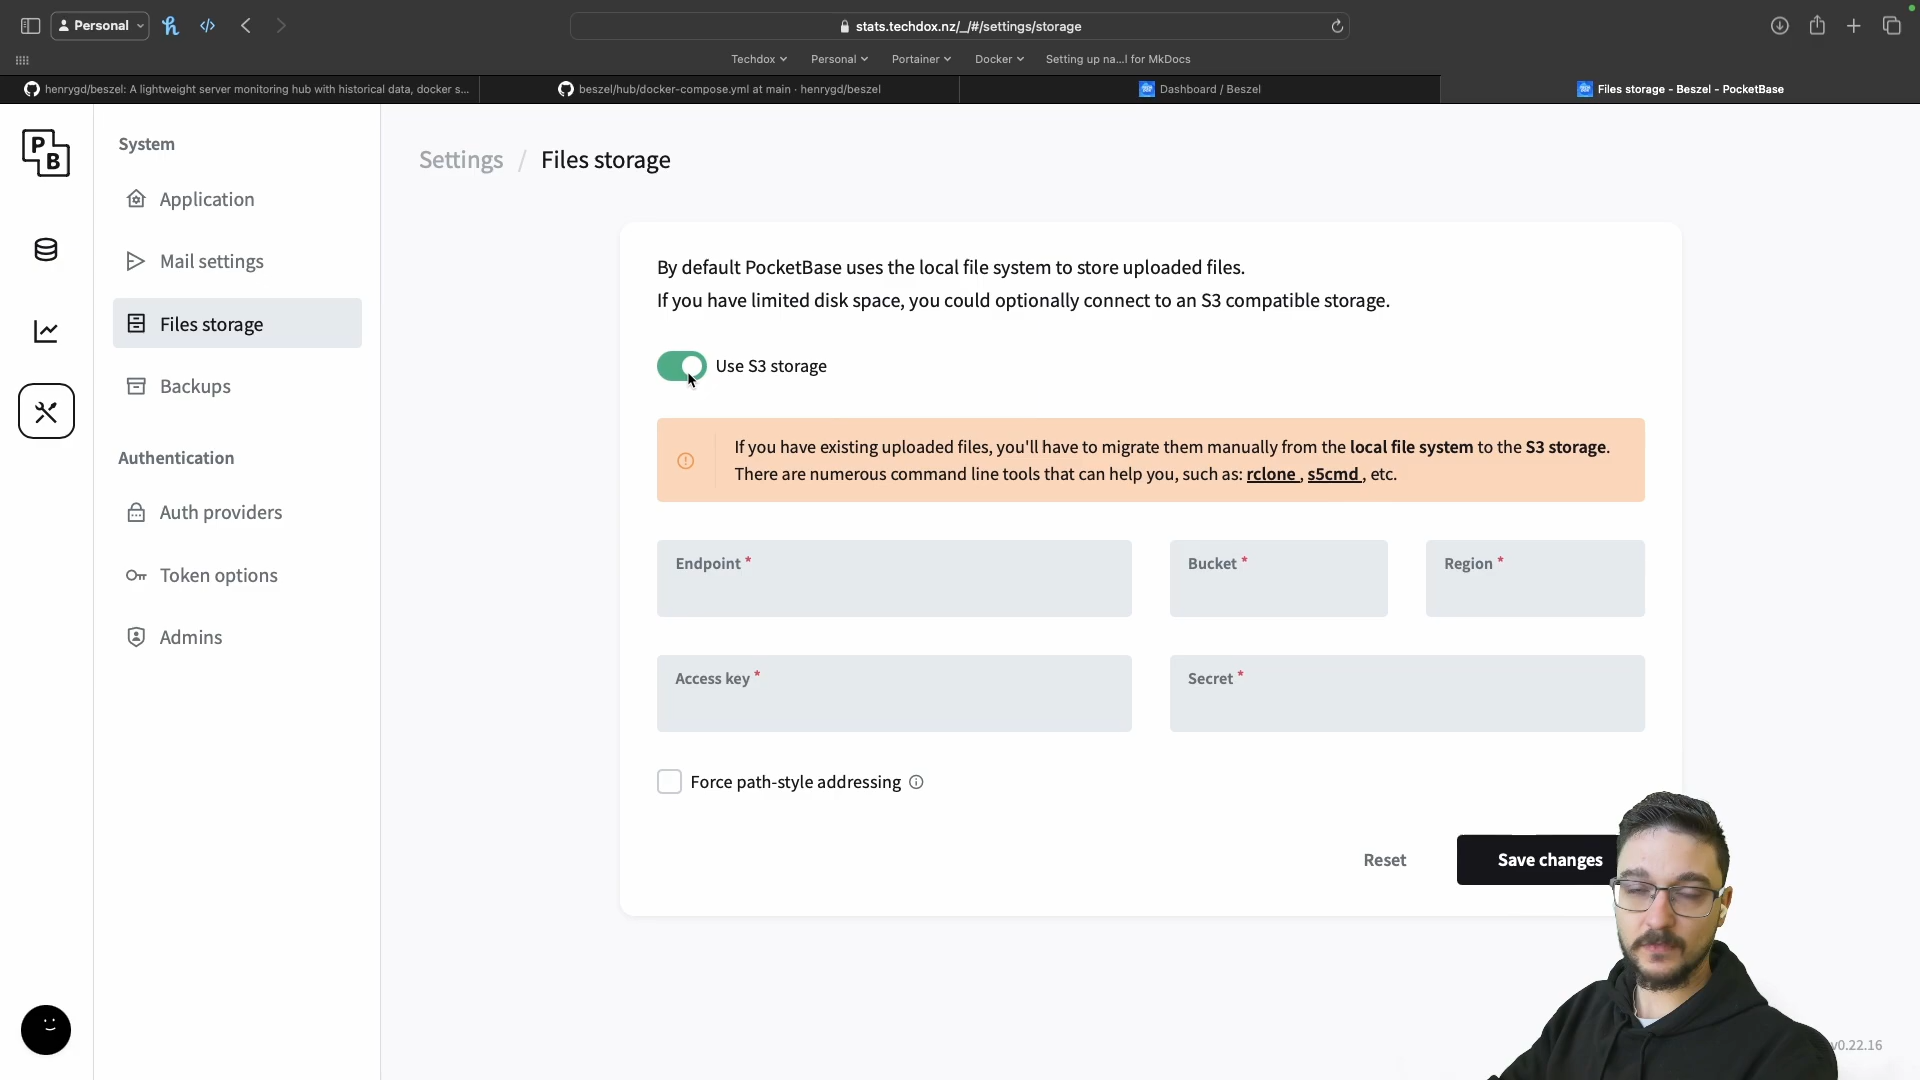 Personal
stats.techdox.nz/_/#/settings/storage
Techdox
Personal
Portainer
Docker
Setting up na...l for MkDocs
henrygd/beszel: A lightweight server monitoring hub with historical data, docker s...
beszel/hub/docker-compose.yml at main · henrygd/beszel
Dashboard / Beszel
Files storage - Beszel - PocketBase
P
B
System
Application
Mail settings
Files storage
Backups
Authentication
Auth providers
Token options
Admins
Settings / Files storage
By default PocketBase uses the local file system to store uploaded files.
If you have limited disk space, you could optionally connect to an S3 compatible storage.
Use S3 storage
If you have existing uploaded files, you'll have to migrate them manually from the local file system to the S3 storage.
There are numerous command line tools that can help you, such as: rclone , s5cmd , etc.
Endpoint *
Bucket *
Region *
Access key *
Secret *
Force path-style addressing
Reset
Save changes
v0.22.16